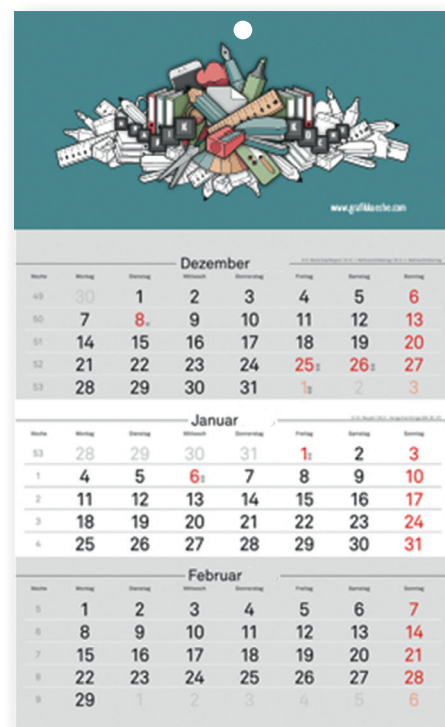 www.grafikkueche.com
Dezember
Woche Montag Dienstag Mittwoch Donnerstag Freitag Samstag Sonntag
49 30 1 2 3 4 5 6
50 7 8 9 10 11 12 13
51 14 15 16 17 18 19 20
52 21 22 23 24 25 26 27
53 28 29 30 31 1 2 3
Januar
Woche Montag Dienstag Mittwoch Donnerstag Freitag Samstag Sonntag
53 28 29 30 31 1 2 3
1 4 5 6 7 8 9 10
2 11 12 13 14 15 16 17
3 18 19 20 21 22 23 24
4 25 26 27 28 29 30 31
Februar
Woche Montag Dienstag Mittwoch Donnerstag Freitag Samstag Sonntag
5 1 2 3 4 5 6 7
6 8 9 10 11 12 13 14
7 15 16 17 18 19 20 21
8 22 23 24 25 26 27 28
9 29 1 2 3 4 5 6